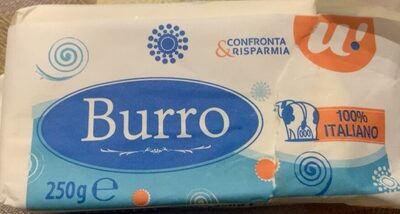 CONFRONTA
& RISPARMIA
u!
Burro
100%
ITALIANO
250g e